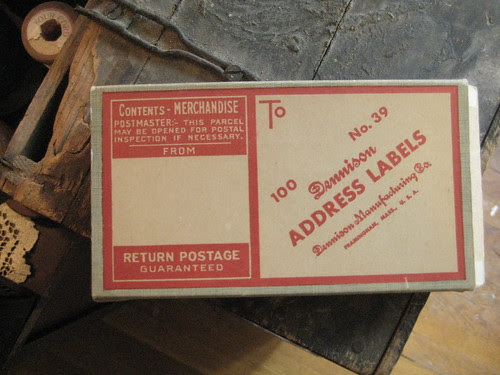 CONTENTS - MERCHANDISE
POSTMASTER:- THIS PARCEL
MAY BE OPENED FOR POSTAL
INSPECTION IF NECESSARY.
FROM
RETURN POSTAGE
GUARANTEED
TO
No. 39
100 Dennison
ADDRESS LABELS
Dennison Manufacturing Co.
FRAMINGHAM, MASS. U.S.A.